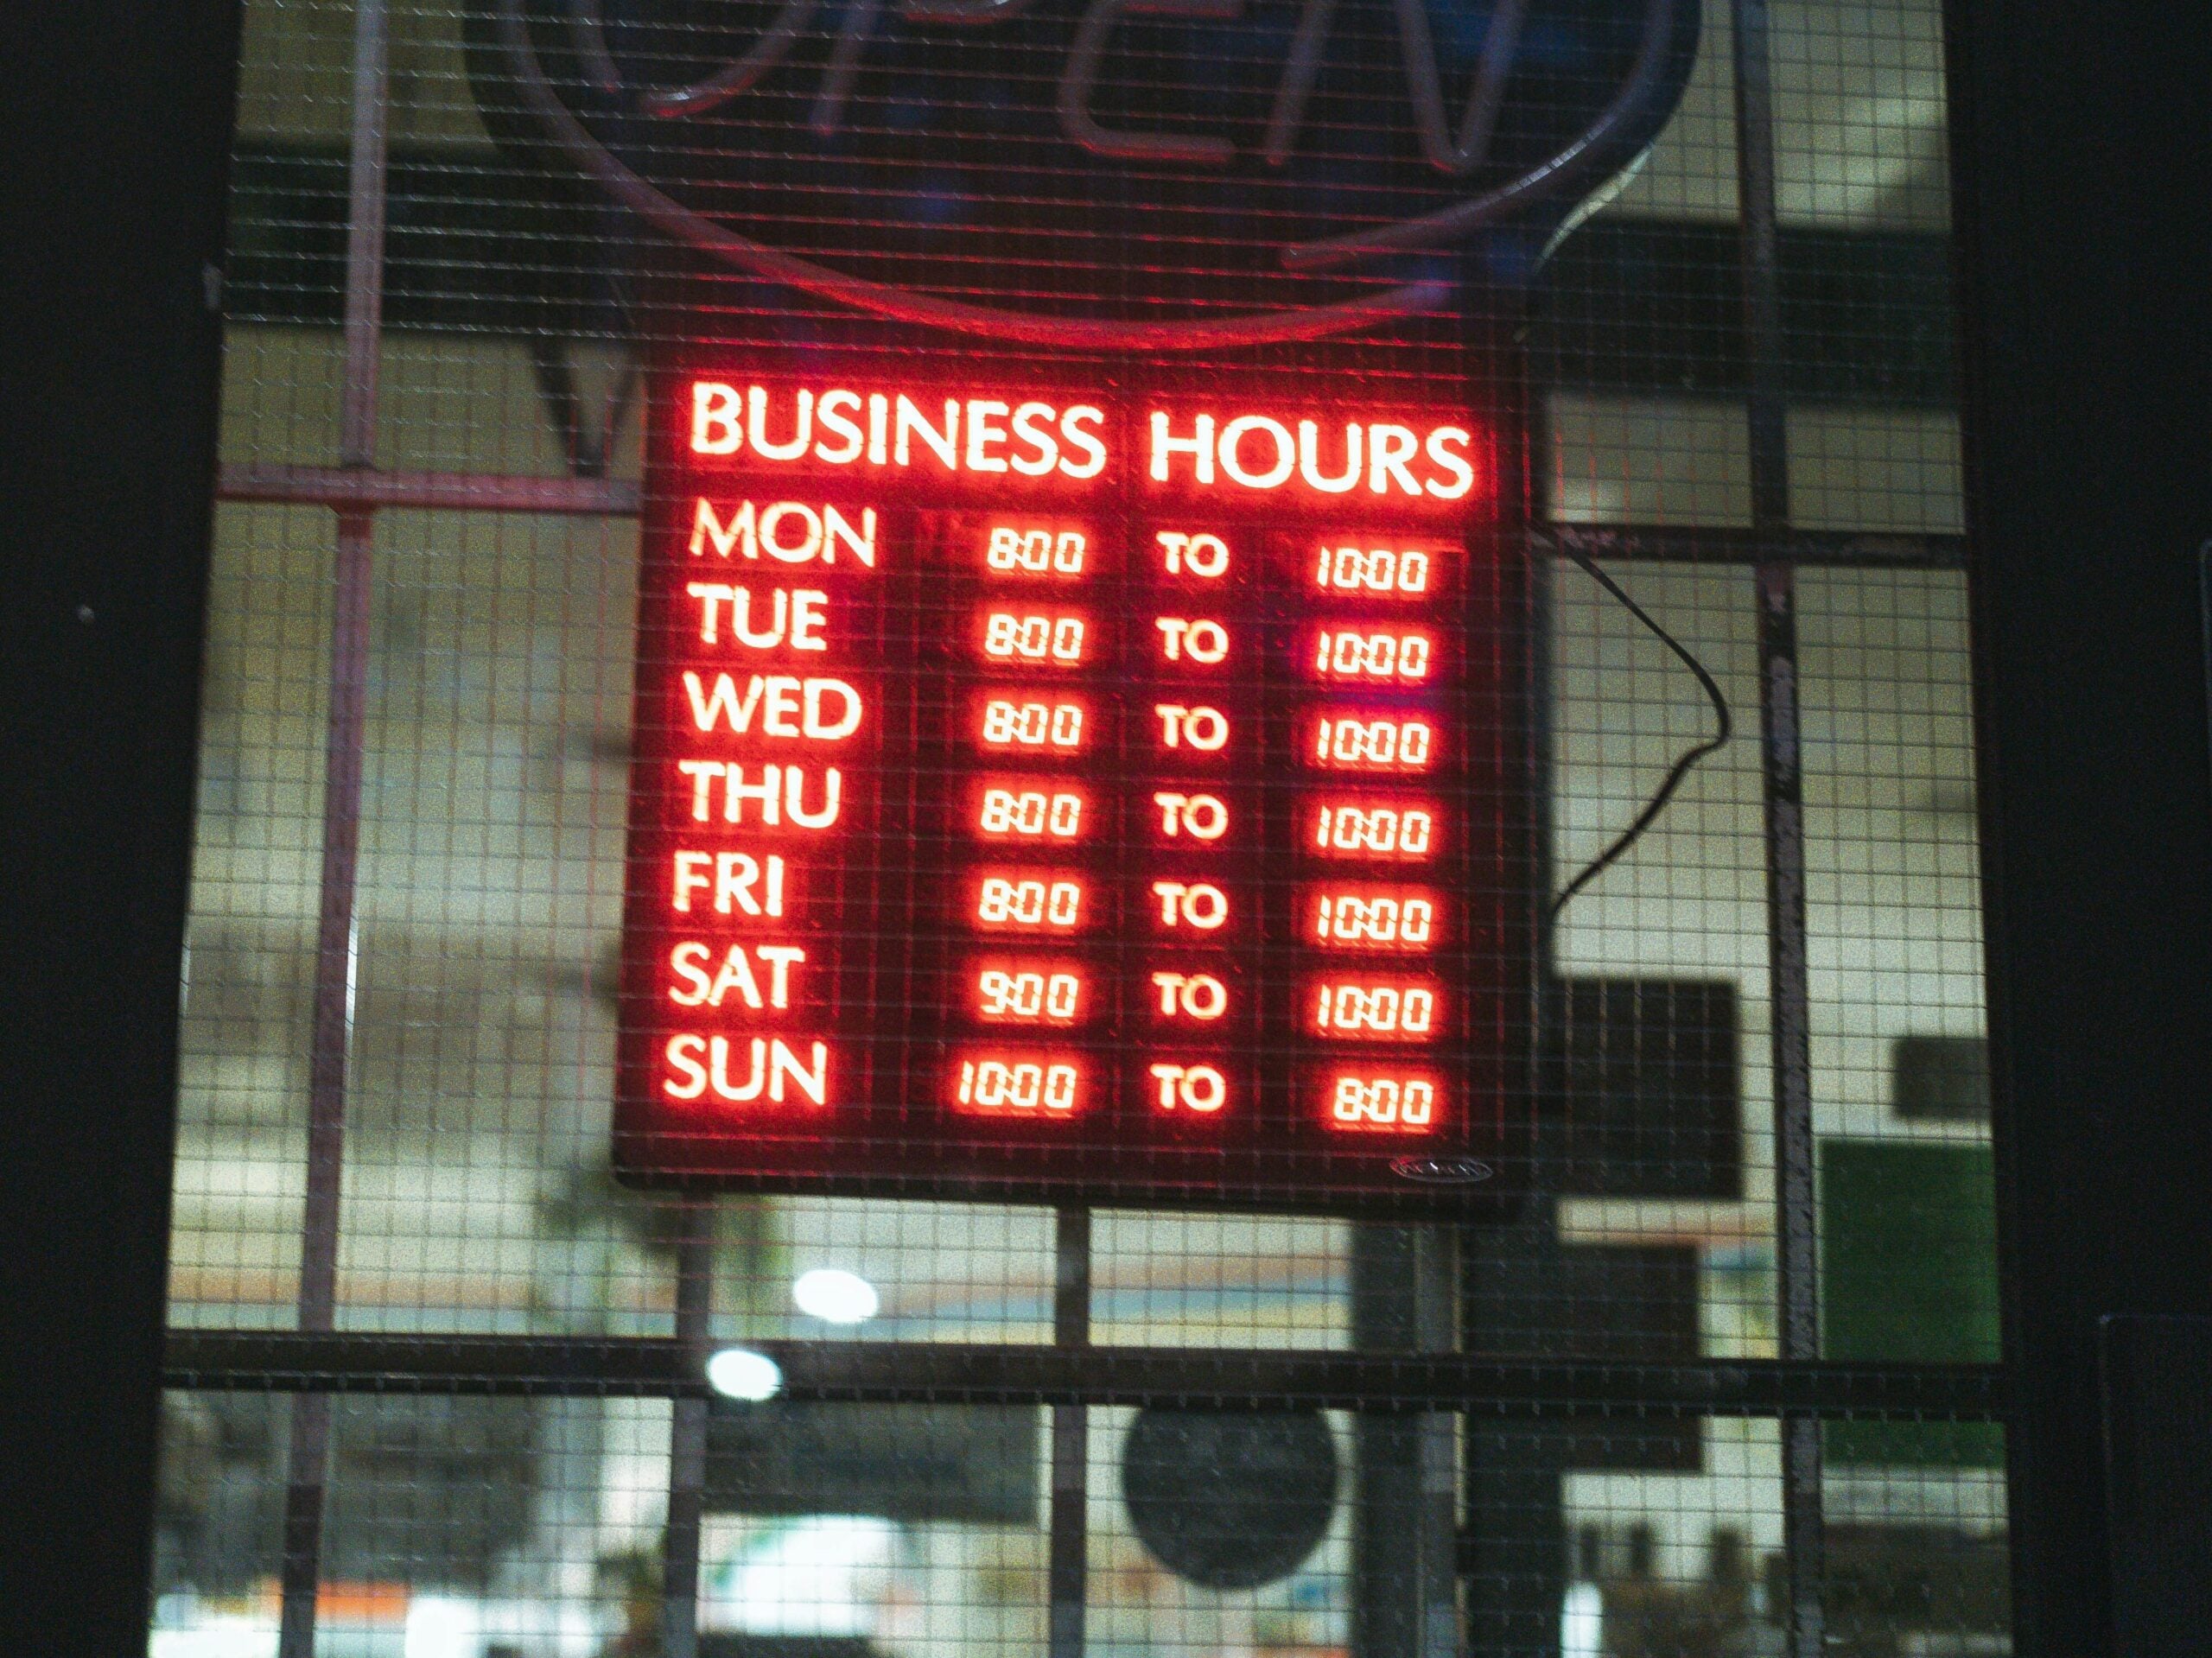 OPEN
BUSINESS HOURS
MON 8:00 TO 10:00
TUE 8:00 TO 10:00
WED 8:00 TO 10:00
THU 8:00 TO 10:00
FRI 8:00 TO 10:00
SAT 9:00 TO 10:00
SUN 10:00 TO 8:00